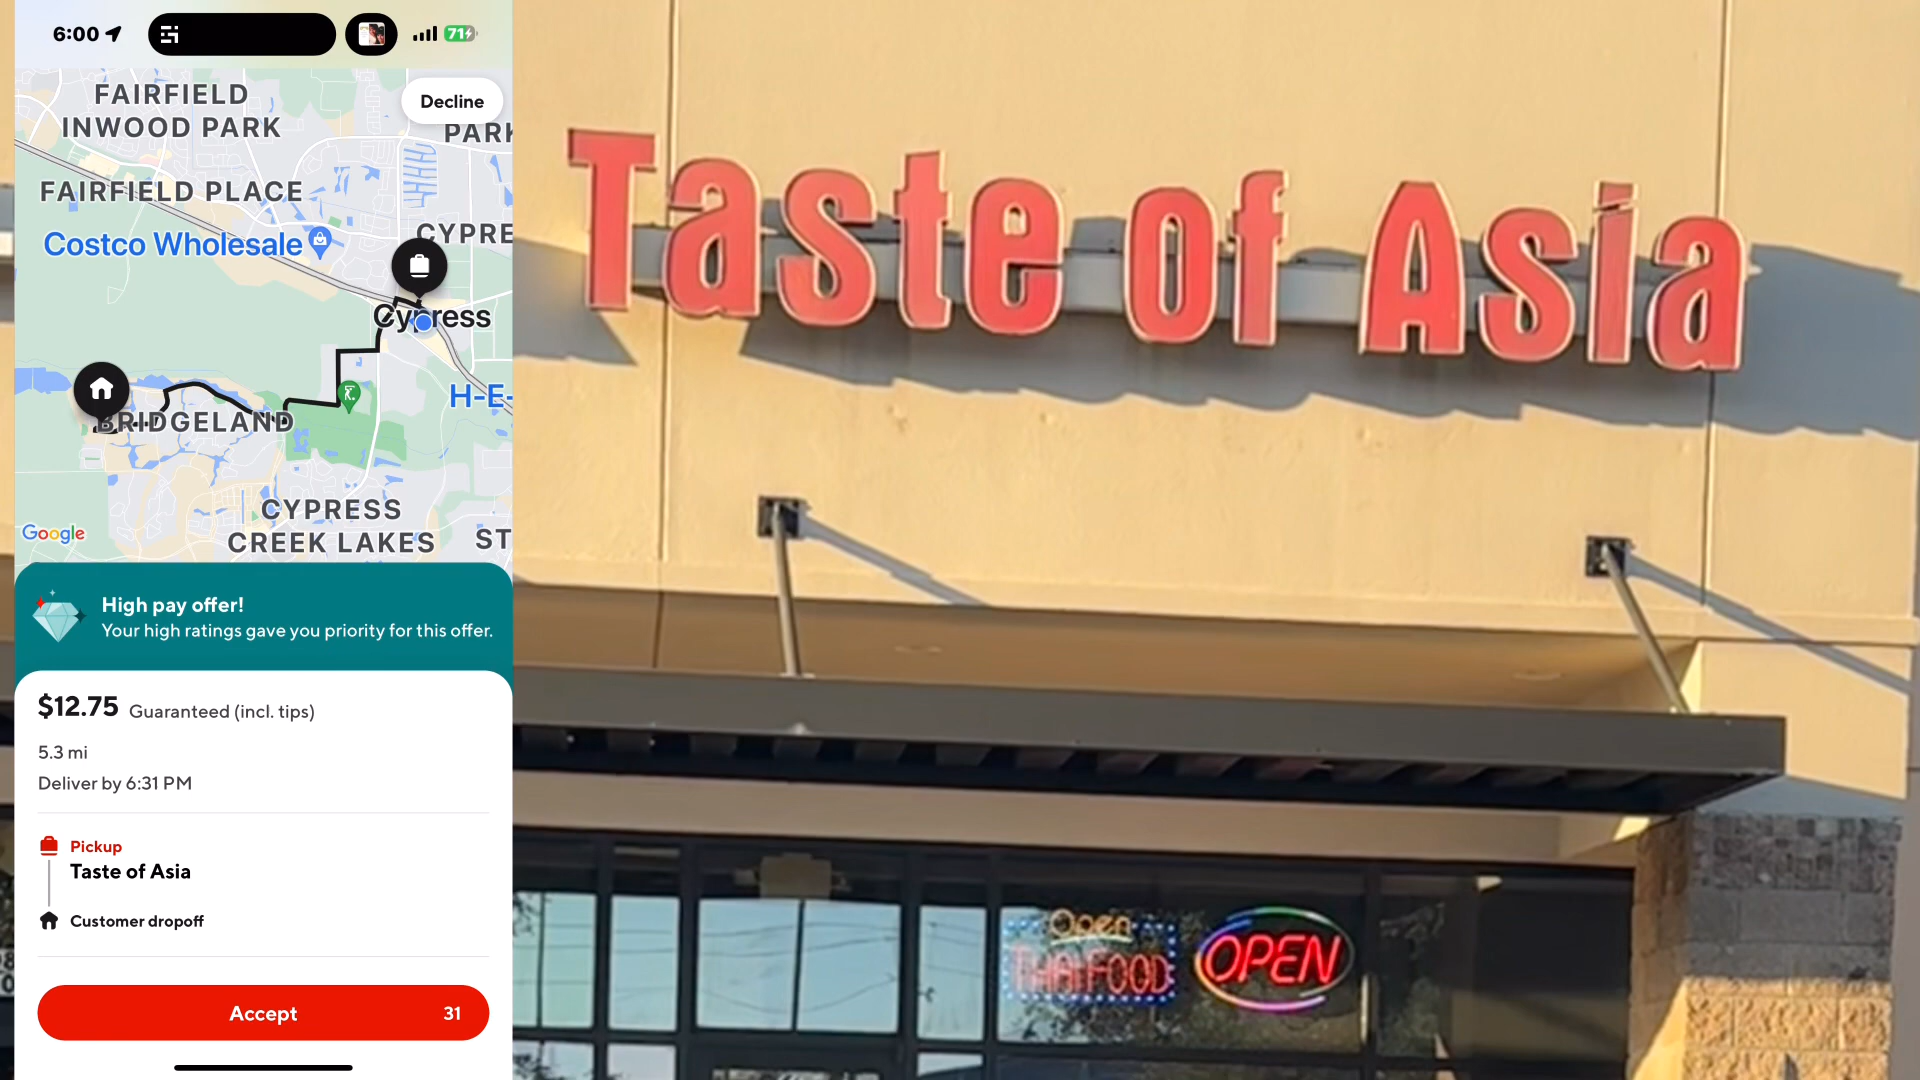 6:00
71
Decline
FAIRFIELD
INWOOD PARK
PARK
FAIRFIELD PLACE
Costco Wholesale
CYPRE
Cypress
H-E-
BRIDGELAND
CYPRESS
CREEK LAKES
ST
Google
High pay offer!
Your high ratings gave you priority for this offer.
$12.75 Guaranteed (incl. tips)
5.3 mi
Deliver by 6:31 PM
Pickup
Taste of Asia
Customer dropoff
Accept 31
Taste of Asia
Open
THAI FOOD
OPEN